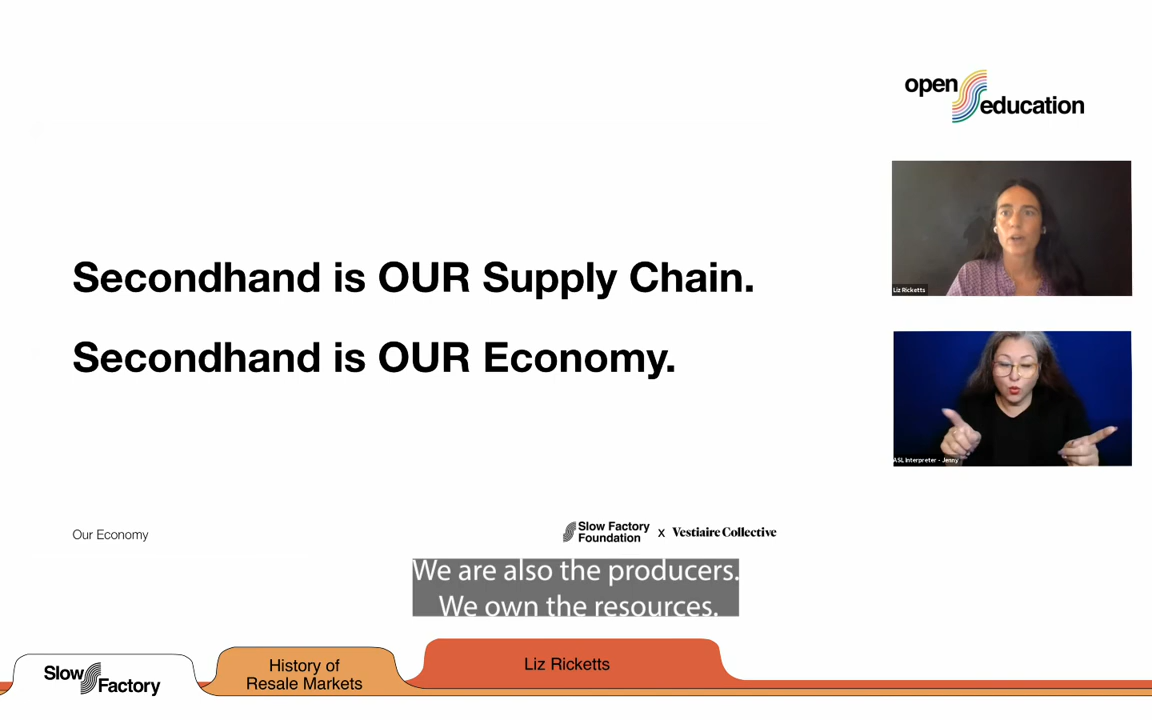 open education
Liz Ricketts
Secondhand is OUR Supply Chain.
Secondhand is OUR Economy.
ASL Interpreter - Jenny
Our Economy
Slow Factory
Foundation
x
Vestiaire Collective
We are also the producers.
We own the resources.
Slow Factory
History of
Resale Markets
Liz Ricketts